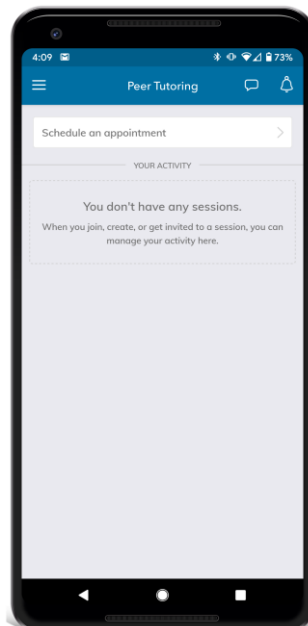 4:09 73%
Peer Tutoring
Schedule an appointment
YOUR ACTIVITY
You don't have any sessions.
When you join, create, or get invited to a session, you can
manage your activity here.